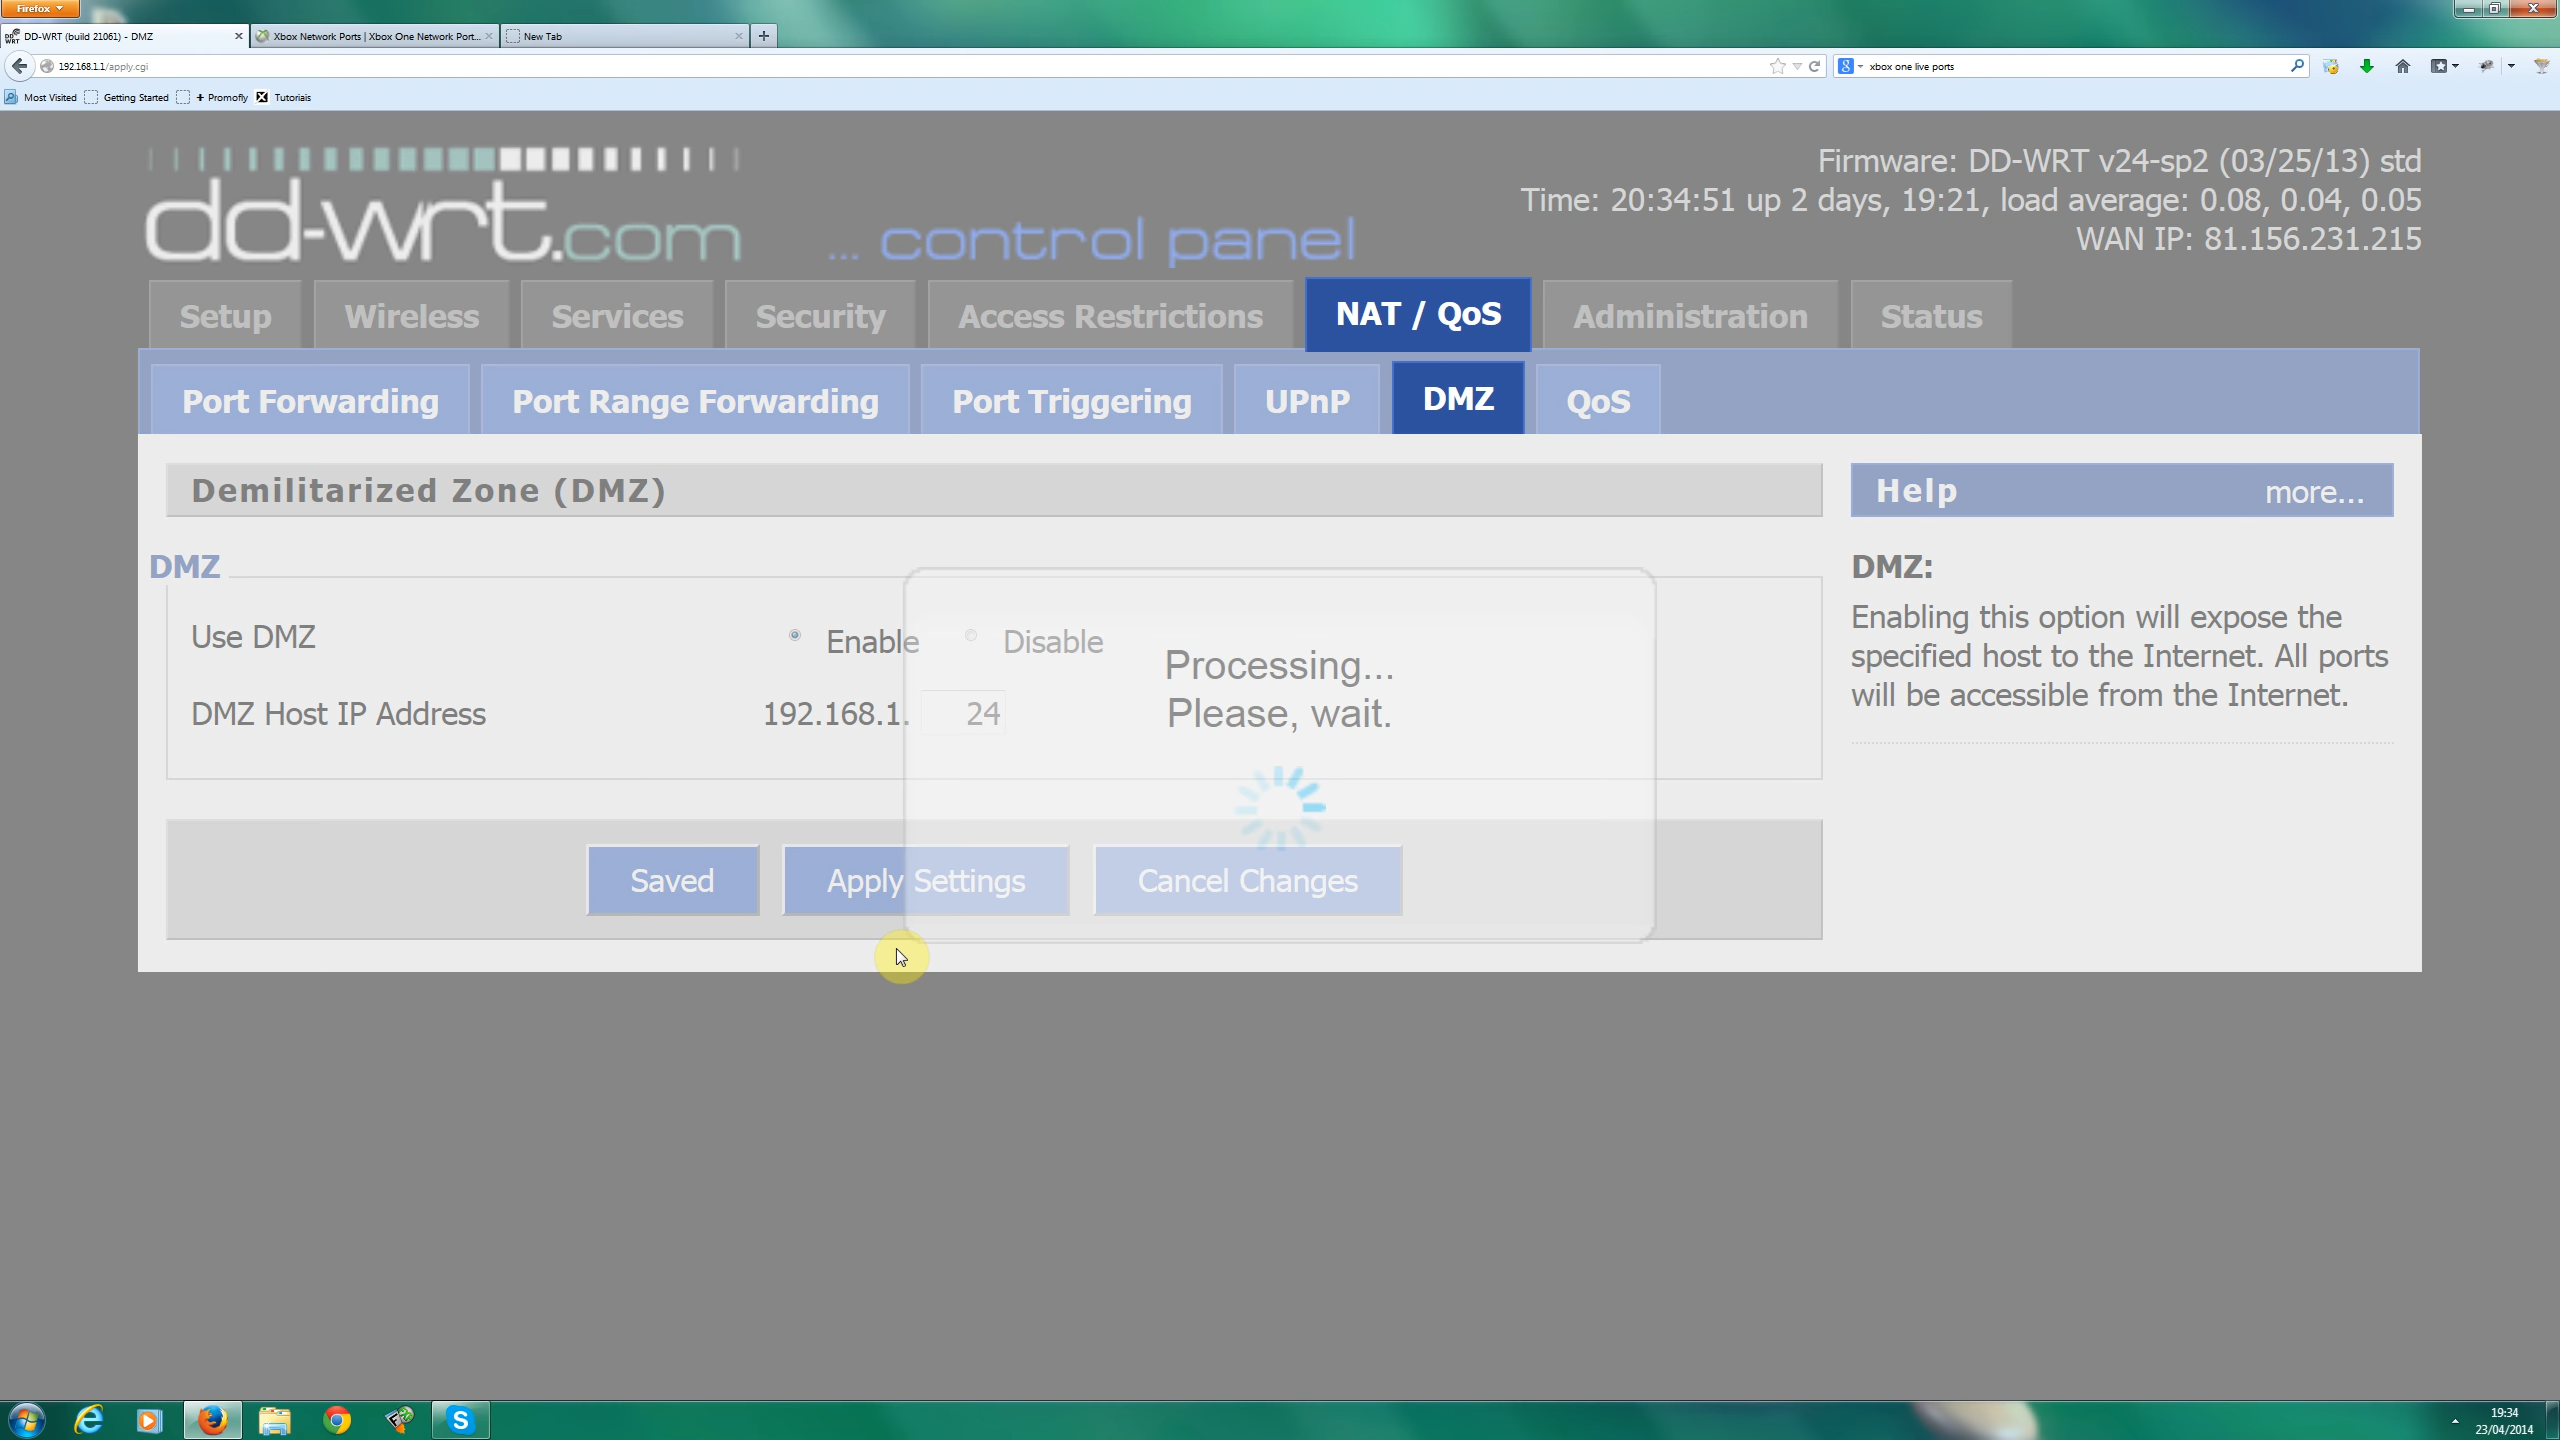 Firefox
DD-WRT (build 21061) - DMZ
Xbox Network Ports | Xbox One Network Port...
New Tab
192.168.1.1/apply.cgi
xbox one live ports
Most Visited
Getting Started
+ Promofly
Tutorials
dd-wrt.com
... control panel
Firmware: DD-WRT v24-sp2 (03/25/13) std
Time: 20:34:51 up 2 days, 19:21, load average: 0.08, 0.04, 0.05
WAN IP: 81.156.231.215
Setup
Wireless
Services
Security
Access Restrictions
NAT / QoS
Administration
Status
Port Forwarding
Port Range Forwarding
Port Triggering
UPnP
DMZ
QoS
Demilitarized Zone (DMZ)
DMZ
Use DMZ
Enable
Disable
DMZ Host IP Address
192.168.1.
24
Processing...
Please, wait.
Saved
Apply Settings
Cancel Changes
Help
more...
DMZ:
Enabling this option will expose the
specified host to the Internet. All ports
will be accessible from the Internet.
19:34
23/04/2014